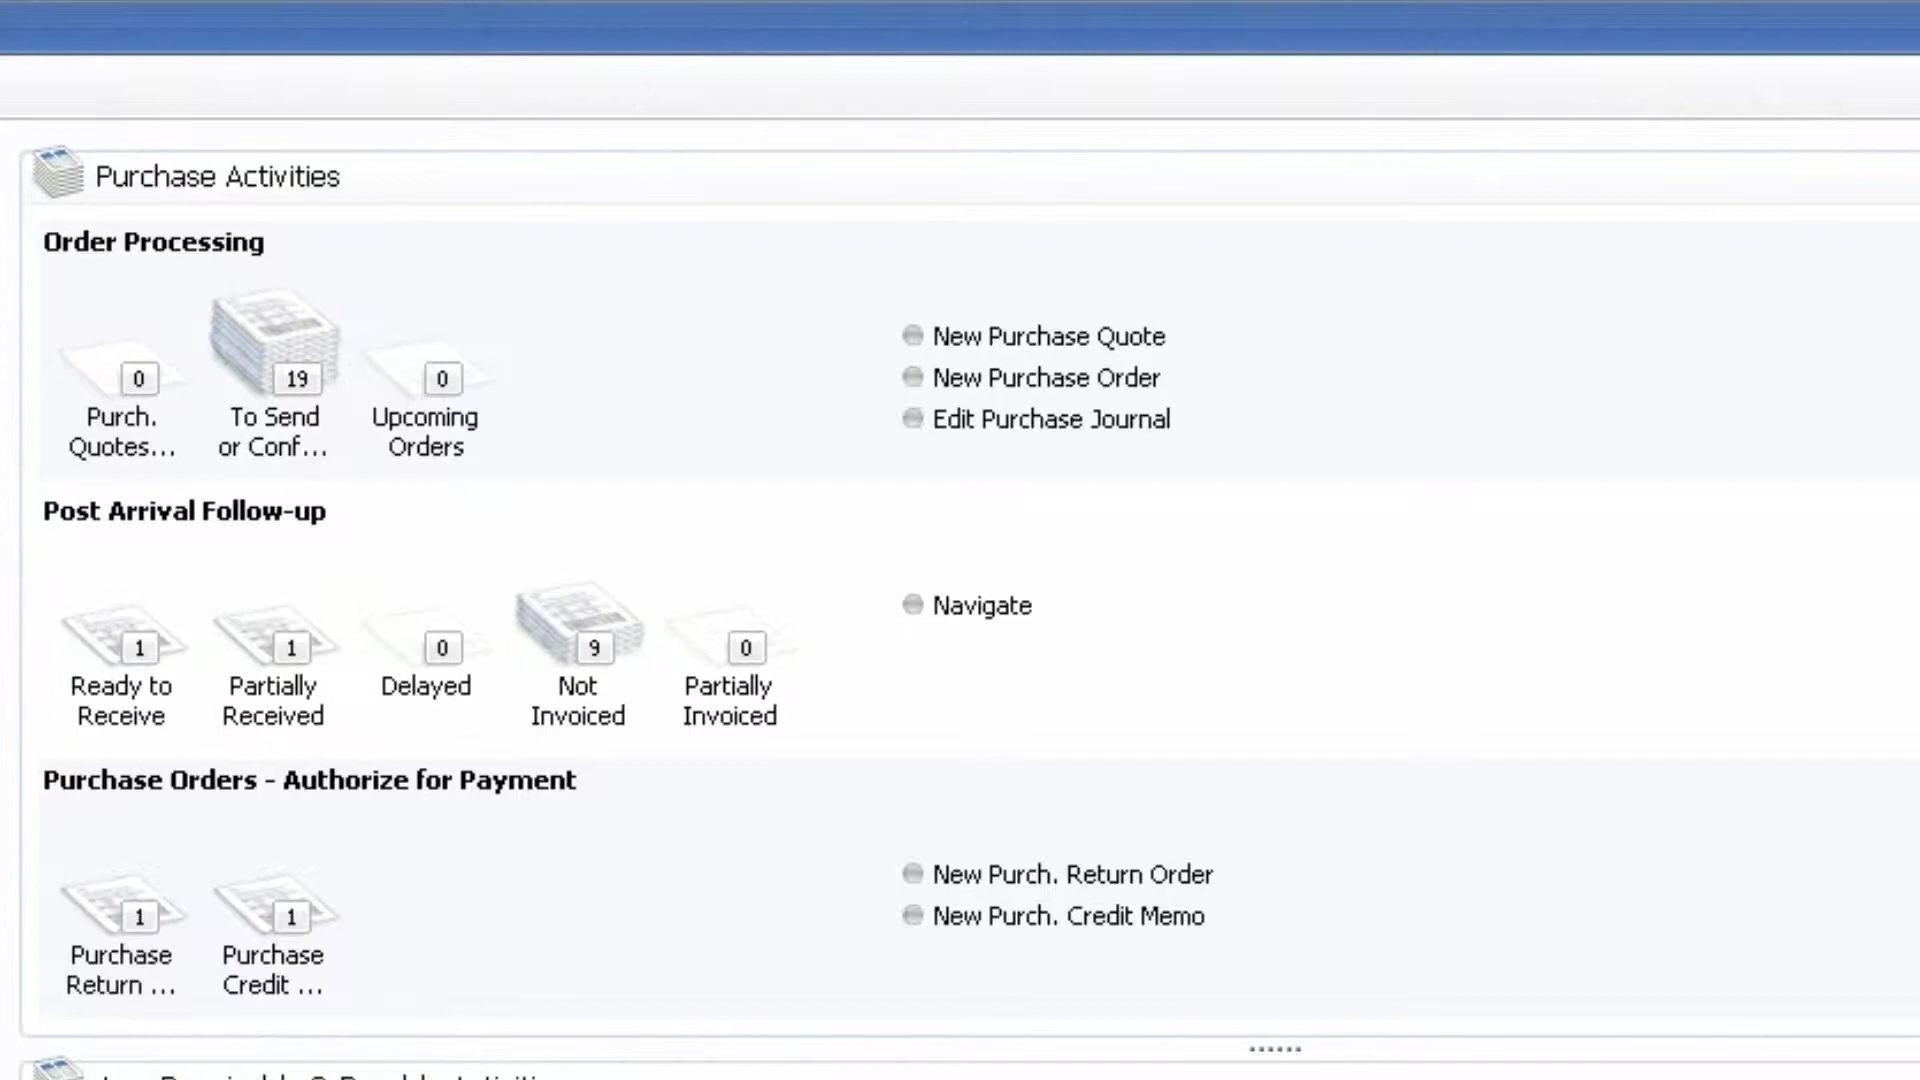 Purchase Activities
Order Processing
0
19
0
Purch.
Quotes...
To Send
or Conf...
Upcoming
Orders
New Purchase Quote
New Purchase Order
Edit Purchase Journal
Post Arrival Follow-up
1
1
0
9
0
Ready to
Receive
Partially
Received
Delayed
Not
Invoiced
Partially
Invoiced
Navigate
Purchase Orders - Authorize for Payment
1
1
Purchase
Return ...
Purchase
Credit ...
New Purch. Return Order
New Purch. Credit Memo